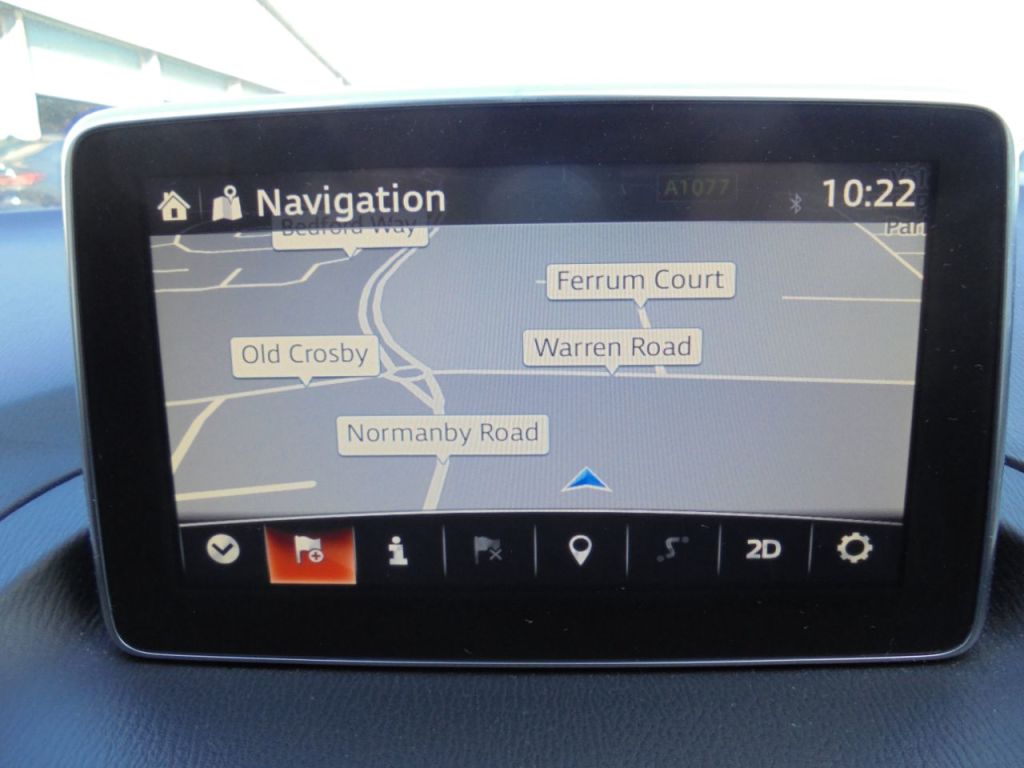 Navigation
A1077
10:22
Bedford Way
Ferrum Court
Warren Road
Old Crosby
Normanby Road
2D